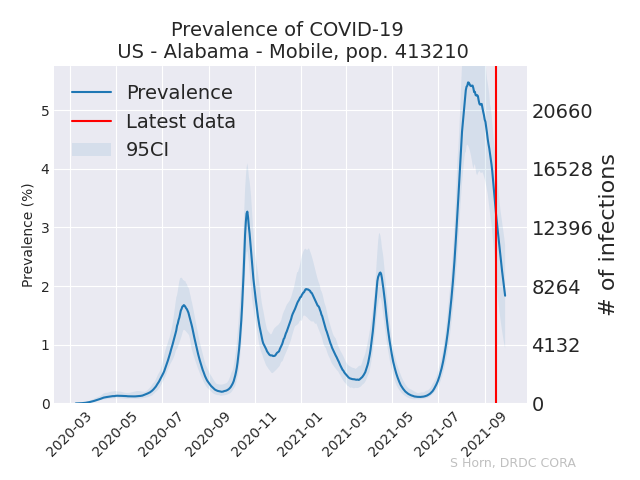 Prevalence of COVID-19
US - Alabama - Mobile, pop. 413210
Prevalence
Latest data
95CI
Prevalence (%)
5
4
3
2
1
0
20660
16528
12396
8264
4132
0
# of infections
2020-03
2020-05
2020-07
2020-09
2020-11
2021-01
2021-03
2021-05
2021-07
2021-09
S Horn, DRDC CORA